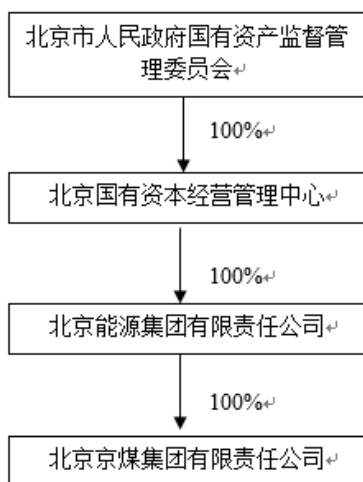 北京市人民政府国有资产监督管
理委员会↵
100%↵
北京国有资本经营管理中心↵
100%↵
北京能源集团有限责任公司↵
100%↵
北京京煤集团有限责任公司↵